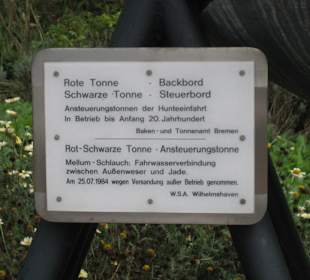 Rote Tonne - Backbord
Schwarze Tonne - Steuerbord
Ansteuerungstonnen der Hunteeinfahrt
In Betrieb bis Anfang 20. Jahrhundert
Baken- und Tonnenamt Bremen
Rot-Schwarze Tonne - Ansteuerungstonne
Mellum-Schlauch: Fahrwasserverbindung
zwischen Außenweser und Jade.
Am 25.07.1984 wegen Versandung außer Betrieb genommen.
W.S.A. Wilhelmshaven